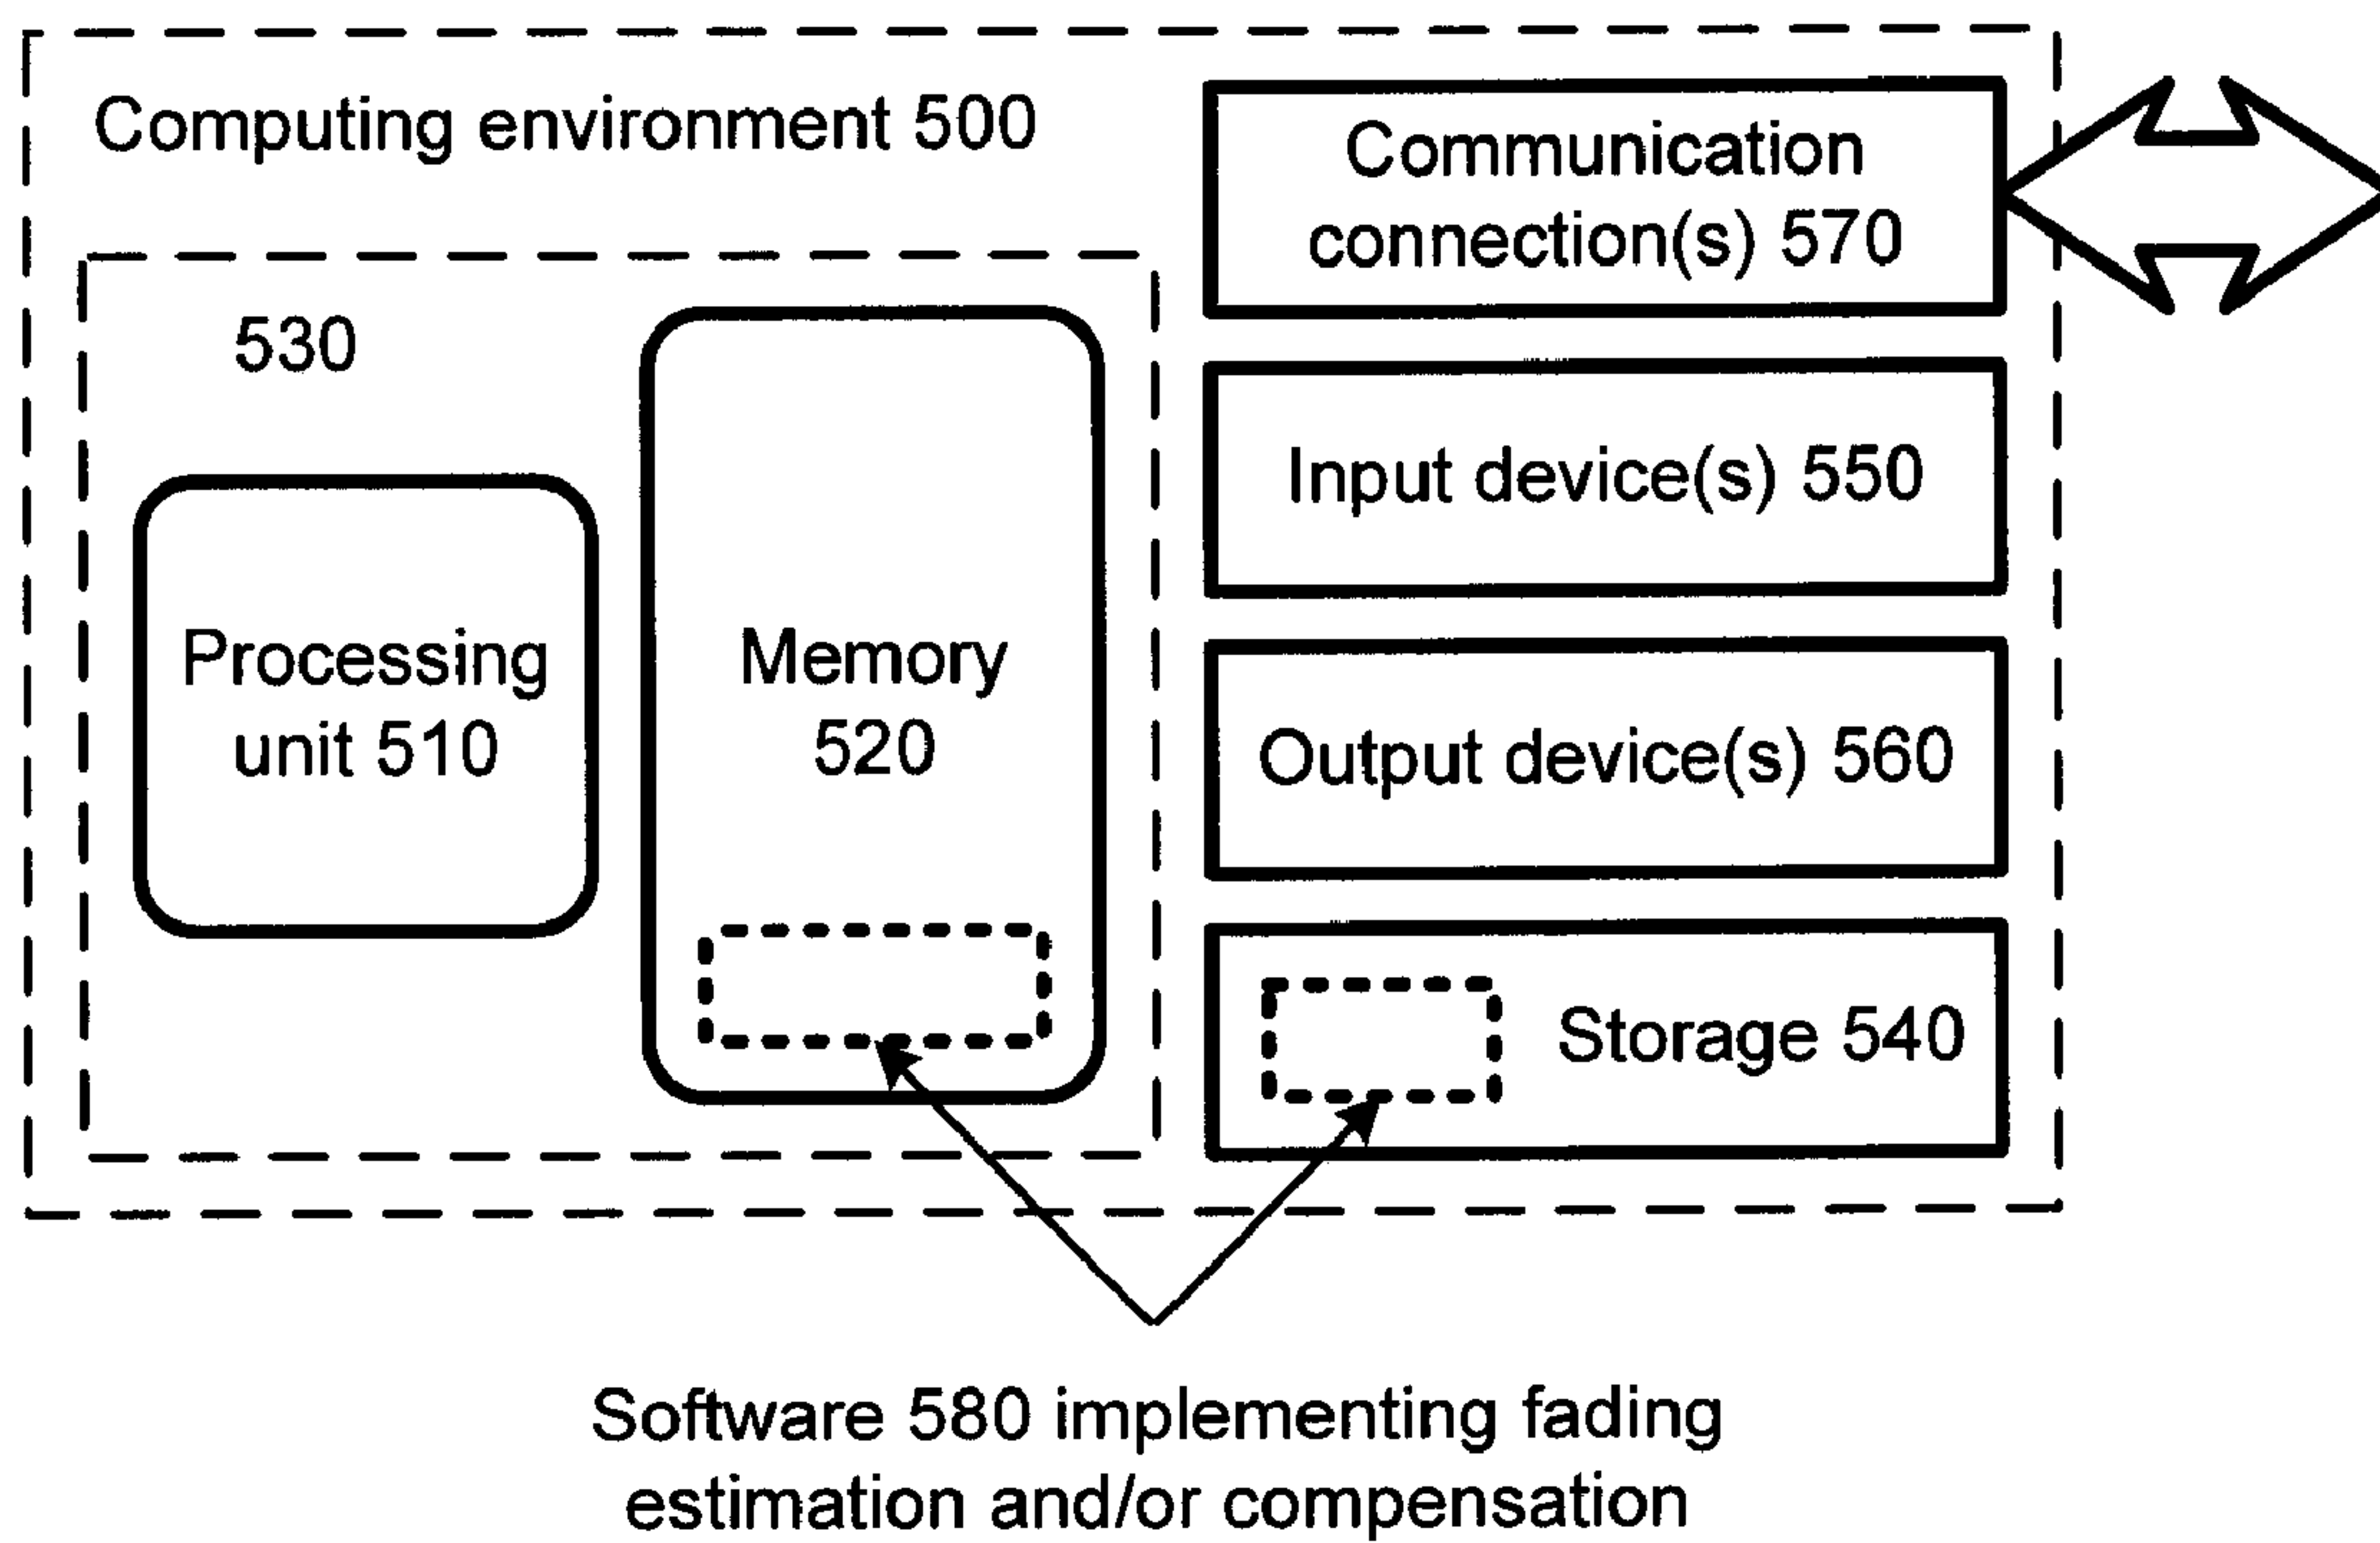 Computing environment 500
Communication
connection(s) 570
530
Input device(s) 550
Processing
unit 510
Memory
520
Output device(s) 560
Storage 540
Software 580 implementing fading
estimation and/or compensation